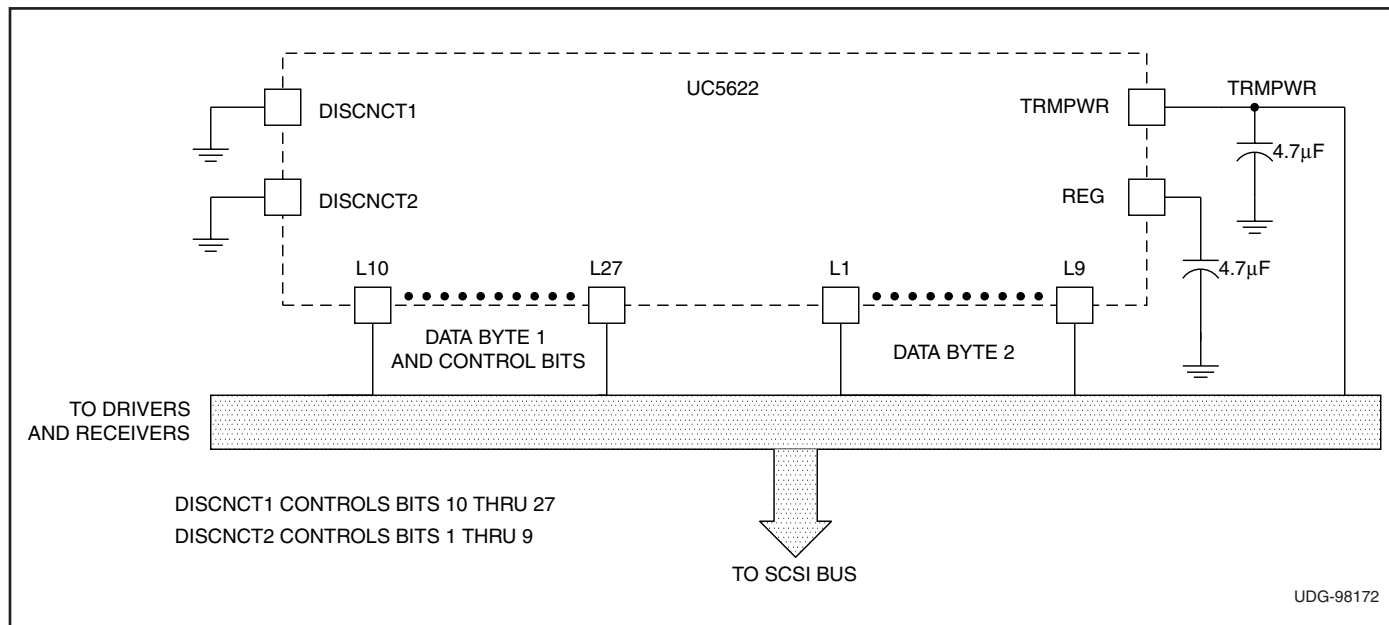 UC5622
DISCNCT1
TRMPWR
TRMPWR
4.7µF
DISCNCT2
REG
4.7µF
L10
L27
L1
L9
DATA BYTE 1
AND CONTROL BITS
DATA BYTE 2
TO DRIVERS
AND RECEIVERS
DISCNCT1 CONTROLS BITS 10 THRU 27
DISCNCT2 CONTROLS BITS 1 THRU 9
TO SCSI BUS
UDG-98172